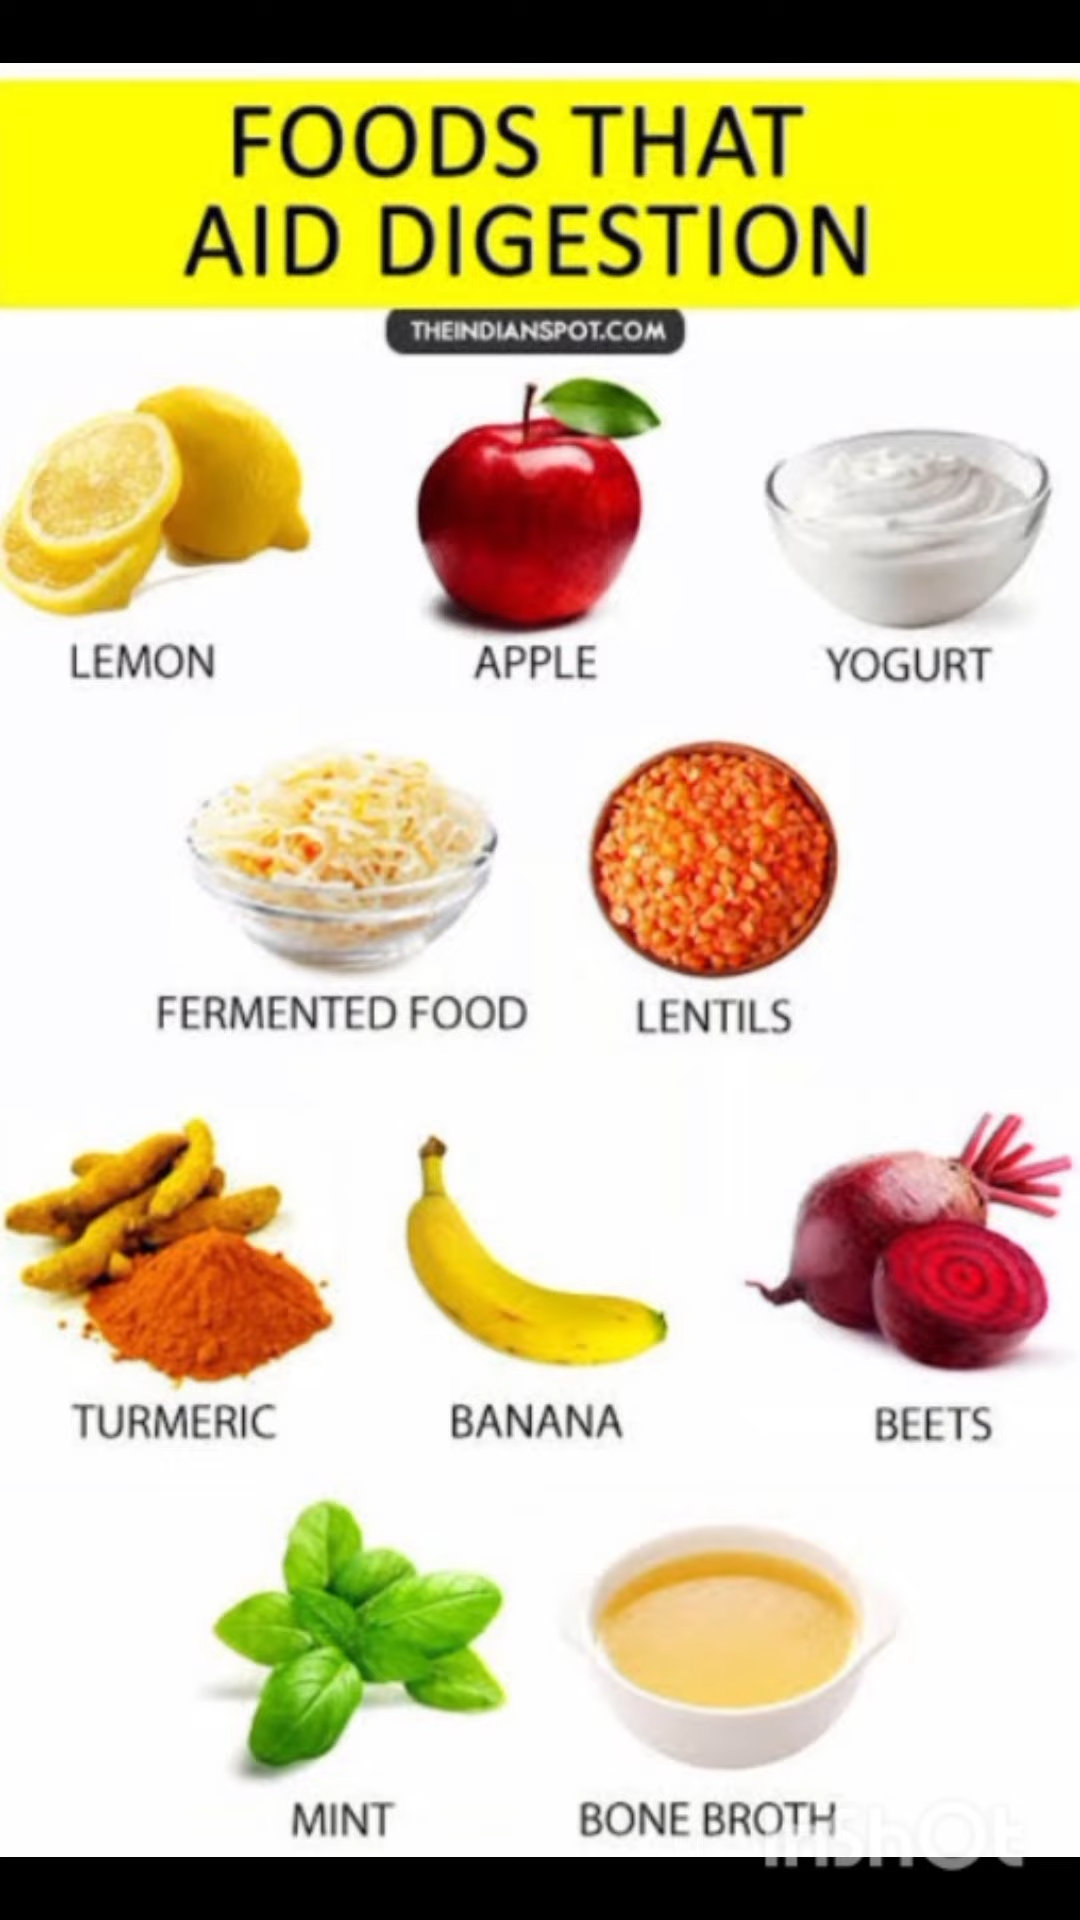 FOODS THAT
AID DIGESTION
THEINDIANSPOT.COM
LEMON
APPLE
YOGURT
FERMENTED FOOD
LENTILS
TURMERIC
BANANA
BEETS
MINT
BONE BROTH